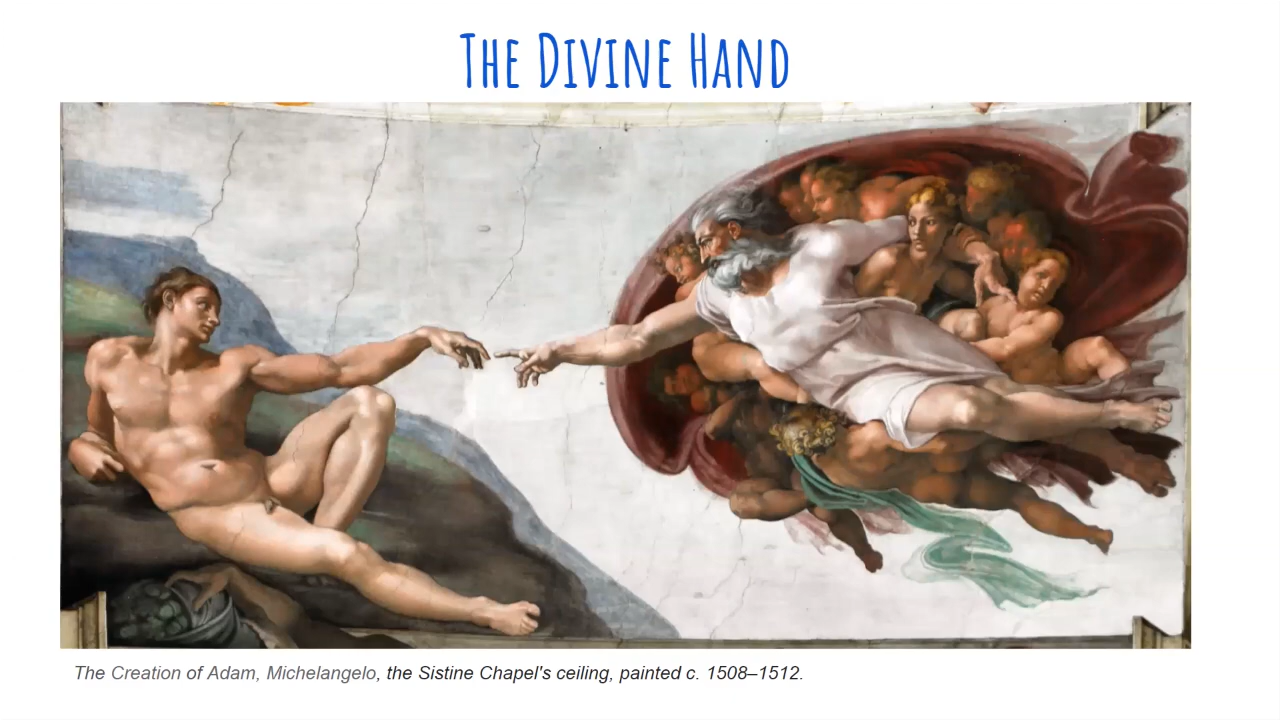 The Divine Hand
The Creation of Adam, Michelangelo, the Sistine Chapel's ceiling, painted c. 1508–1512.